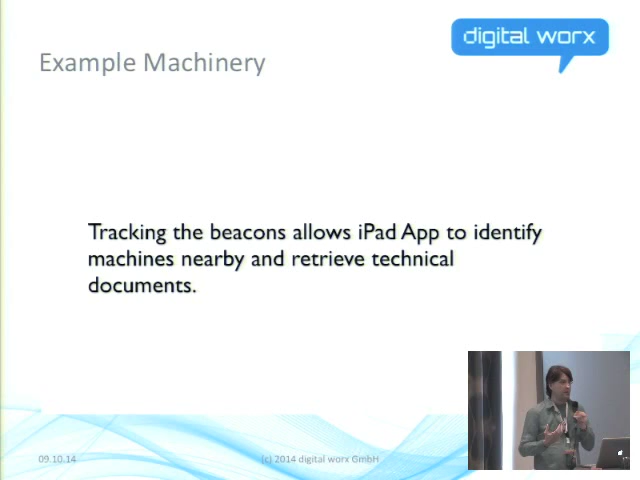 digital worx
Example Machinery
Tracking the beacons allows iPad App to identify
machines nearby and retrieve technical
documents.
09.10.14
(c) 2014 digital worx GmbH